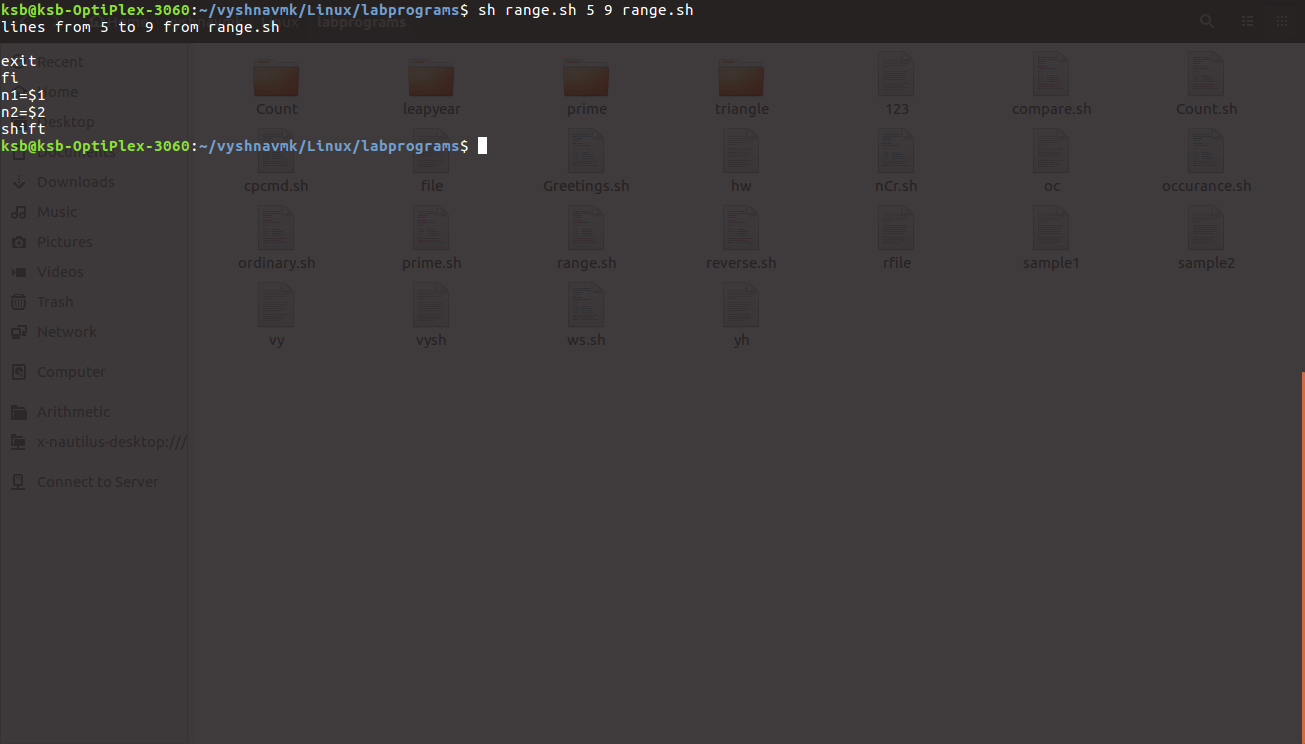 ksb@ksb-OptiPlex-3060:~/vyshnavmk/Linux/labprograms$ sh range.sh 5 9 range.sh
lines from 5 to 9 from range.sh
labprograms
exit
fi
n1=$1
n2=$2
shift
ksb@ksb-OptiPlex-3060:~/vyshnavmk/Linux/labprograms$
Recent
Home
Desktop
Documents
Downloads
Music
Pictures
Videos
Trash
Network
Computer
Arithmetic
x-nautilus-desktop:///
Connect to Server
Count leapyear prime triangle 123 compare.sh Count.sh
cpcmd.sh file Greetings.sh hw nCr.sh oc occurance.sh
ordinary.sh prime.sh range.sh reverse.sh rfile sample1 sample2
vy vysh ws.sh yh